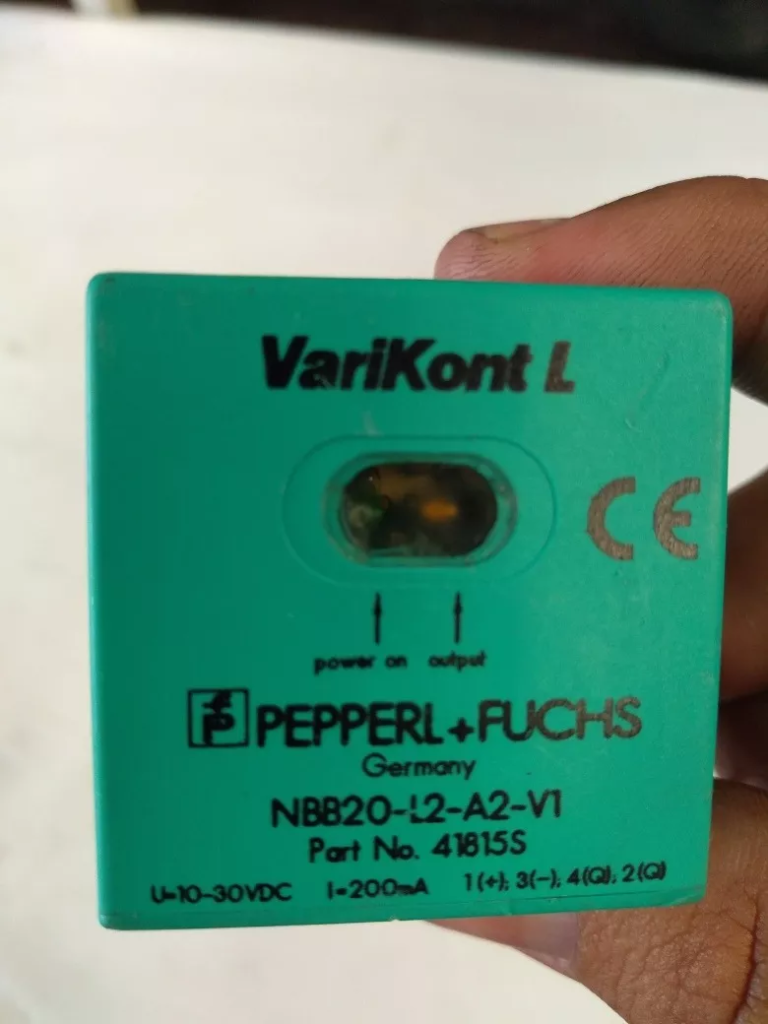 VariKont L
CE
power on output
PEPPERL+FUCHS
Germany
NBB20-L2-A2-V1
Part No. 41815S
U=10-30VDC I=200mA 1(+); 3(-); 4(Q); 2(Q)